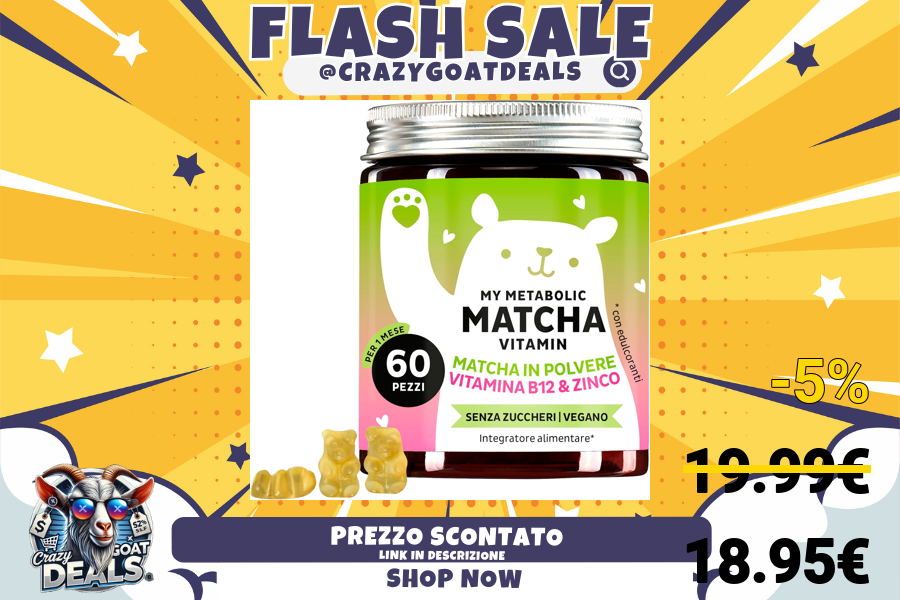 FLASH SALE
@CRAZYGOATDEALS
MY METABOLIC
MATCHA
VITAMIN
* con edulcoranti
PER 1 MESE
60
PEZZI
MATCHA IN POLVERE
VITAMINA B12 & ZINCO
SENZA ZUCCHERI | VEGANO
Integratore alimentare*
-5%
19.99€
18.95€
$
52%
Crazy
GOAT
DEALS
PREZZO SCONTATO
LINK IN DESCRIZIONE
SHOP NOW